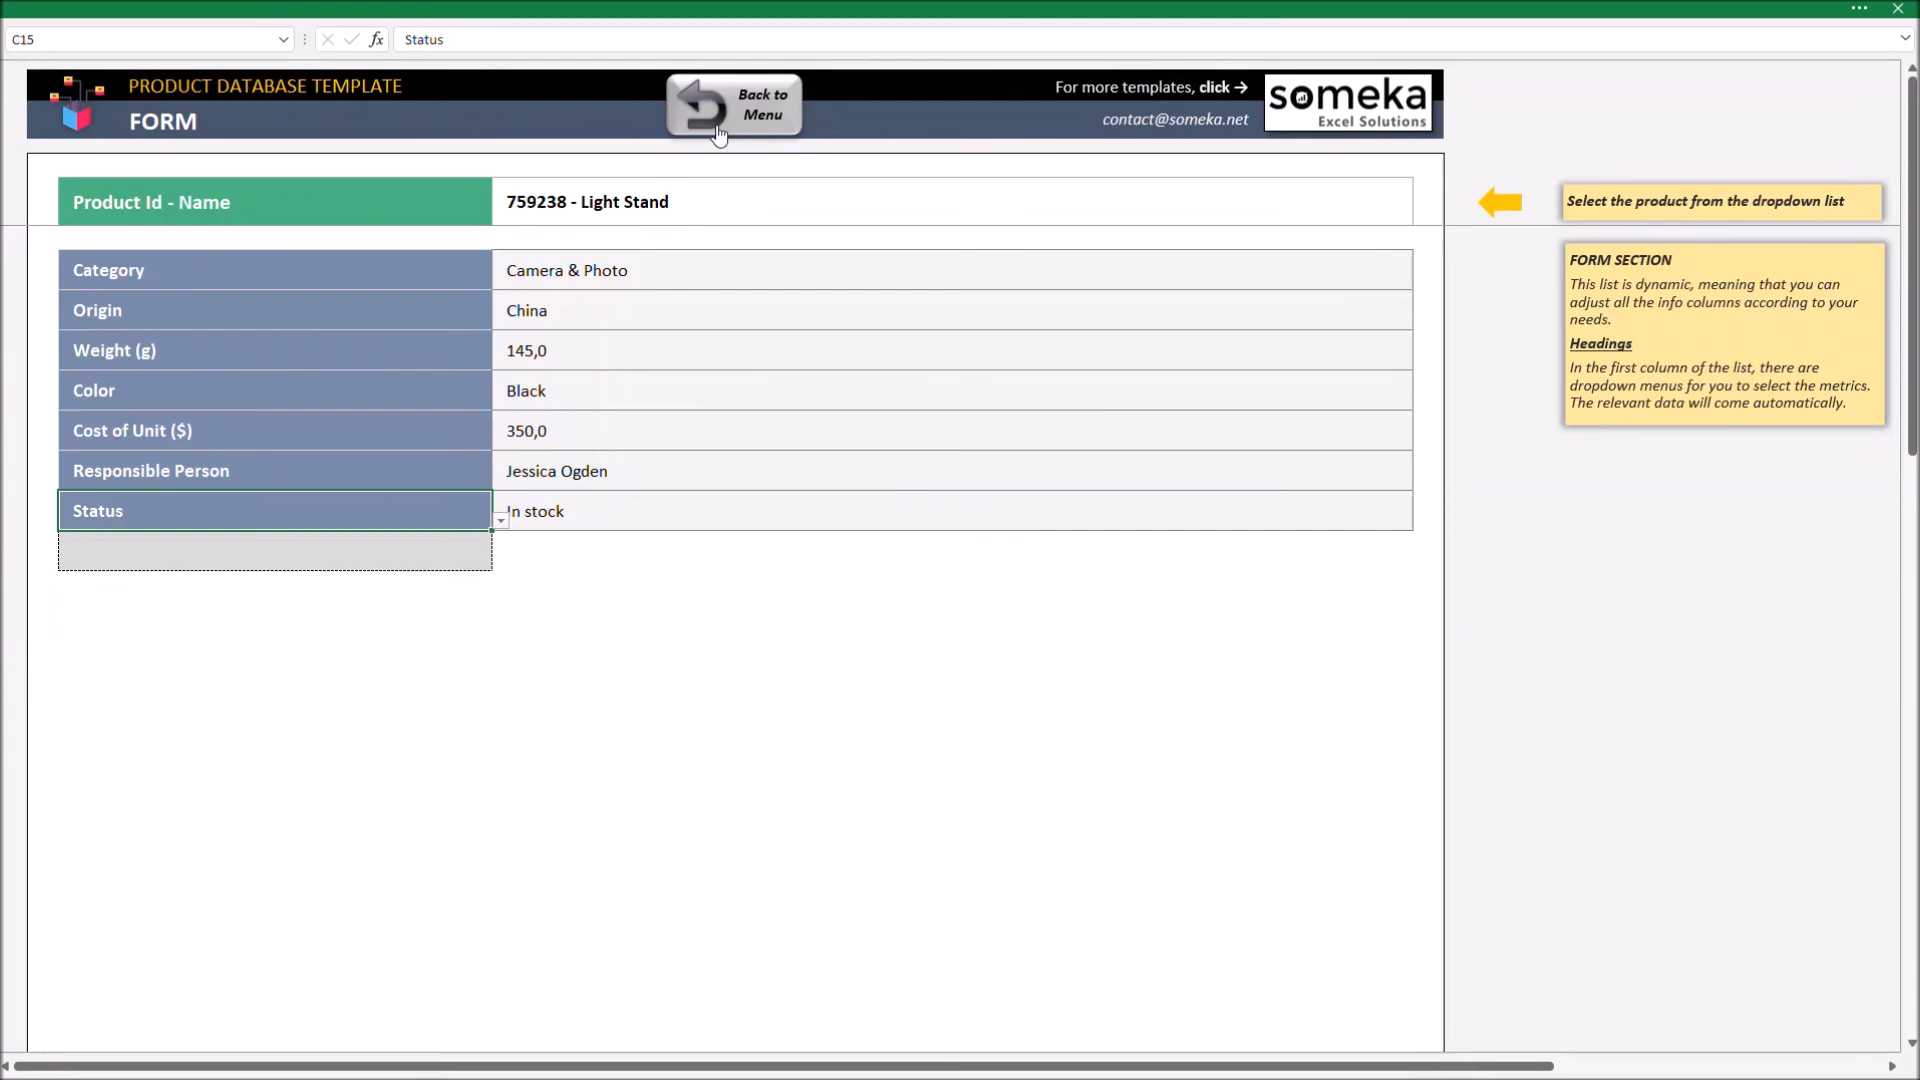 C15
fx
Status
PRODUCT DATABASE TEMPLATE
FORM
Back to
Menu
For more templates, click →
contact@someka.net
someka
Excel Solutions
Product Id - Name
759238 - Light Stand
Select the product from the dropdown list
Category
Camera & Photo
Origin
China
Weight (g)
145,0
Color
Black
Cost of Unit ($)
350,0
Responsible Person
Jessica Ogden
Status
In stock
FORM SECTION
This list is dynamic, meaning that you can
adjust all the info columns according to your
needs.
Headings
In the first column of the list, there are
dropdown menus for you to select the metrics.
The relevant data will come automatically.